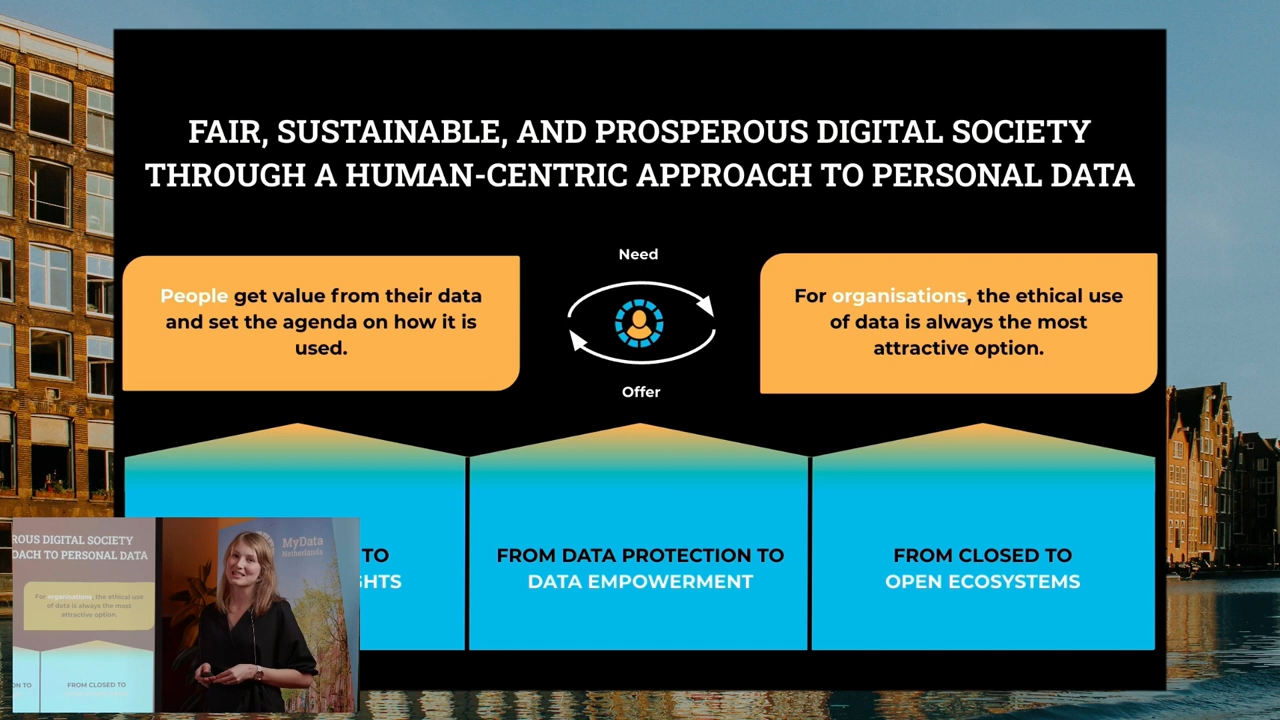 FAIR, SUSTAINABLE, AND PROSPEROUS DIGITAL SOCIETY
THROUGH A HUMAN-CENTRIC APPROACH TO PERSONAL DATA
Need
People get value from their data
and set the agenda on how it is
used.
For organisations, the ethical use
of data is always the most
attractive option.
Offer
TO
GHTS
FROM DATA PROTECTION TO
DATA EMPOWERMENT
FROM CLOSED TO
OPEN ECOSYSTEMS
ROUS DIGITAL SOCIETY
OACH TO PERSONAL DATA
For organisations, the ethical use
of data is always the most
attractive option.
ON TO
FROM CLOSED TO
MyData
Netherlands